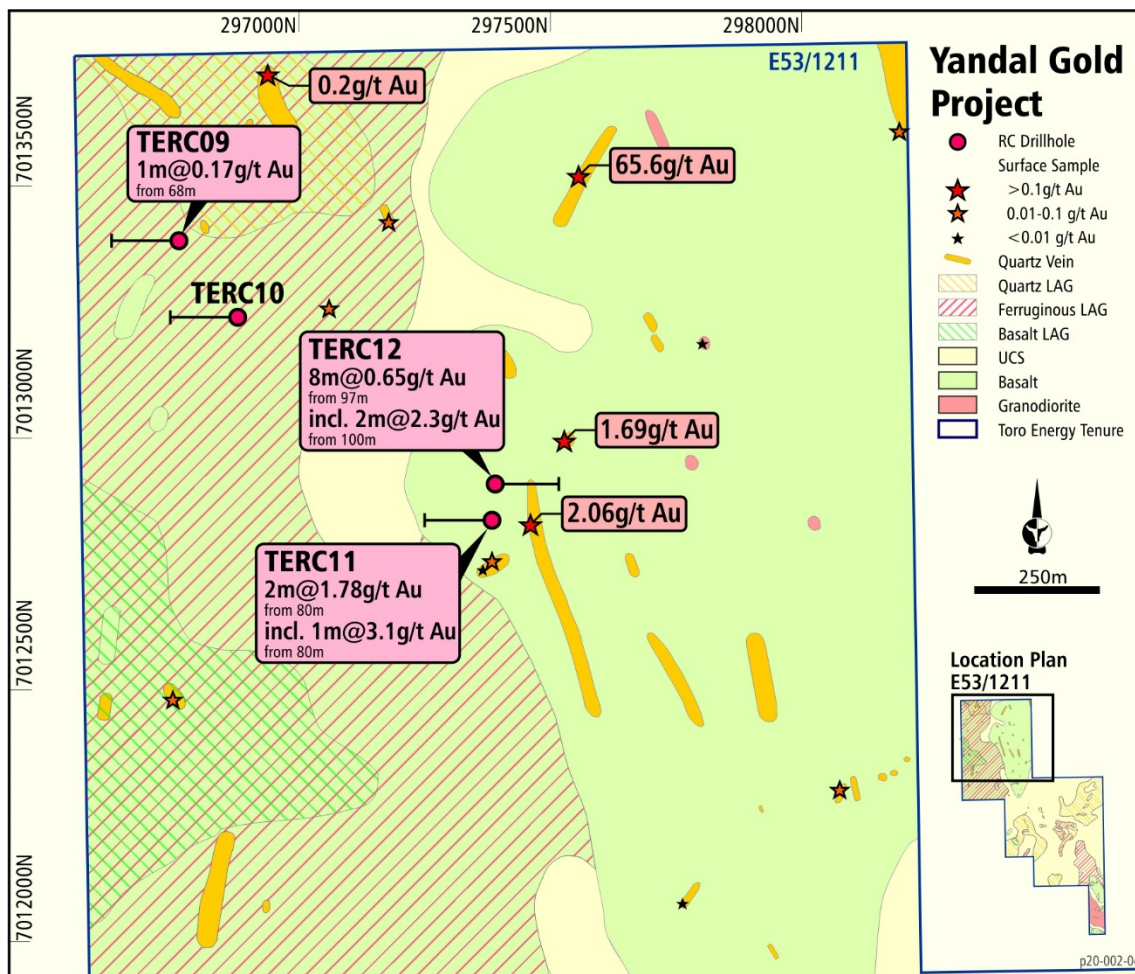 297000N
297500N
298000N
7013500N
7013000N
7012500N
7012000N
E53/1211
0.2g/t Au
TERC09
1m@0.17g/t Au
from 68m
65.6g/t Au
TERC10
TERC12
8m@0.65g/t Au
from 97m
incl. 2m@2.3g/t Au
from 100m
1.69g/t Au
2.06g/t Au
TERC11
2m@1.78g/t Au
from 80m
incl. 1m@3.1g/t Au
from 80m
Yandal Gold
Project
RC Drillhole
Surface Sample
>0.1g/t Au
0.01-0.1 g/t Au
<0.01 g/t Au
Quartz Vein
Quartz LAG
Ferruginous LAG
Basalt LAG
UCS
Basalt
Granodiorite
Toro Energy Tenure
250m
Location Plan
E53/1211